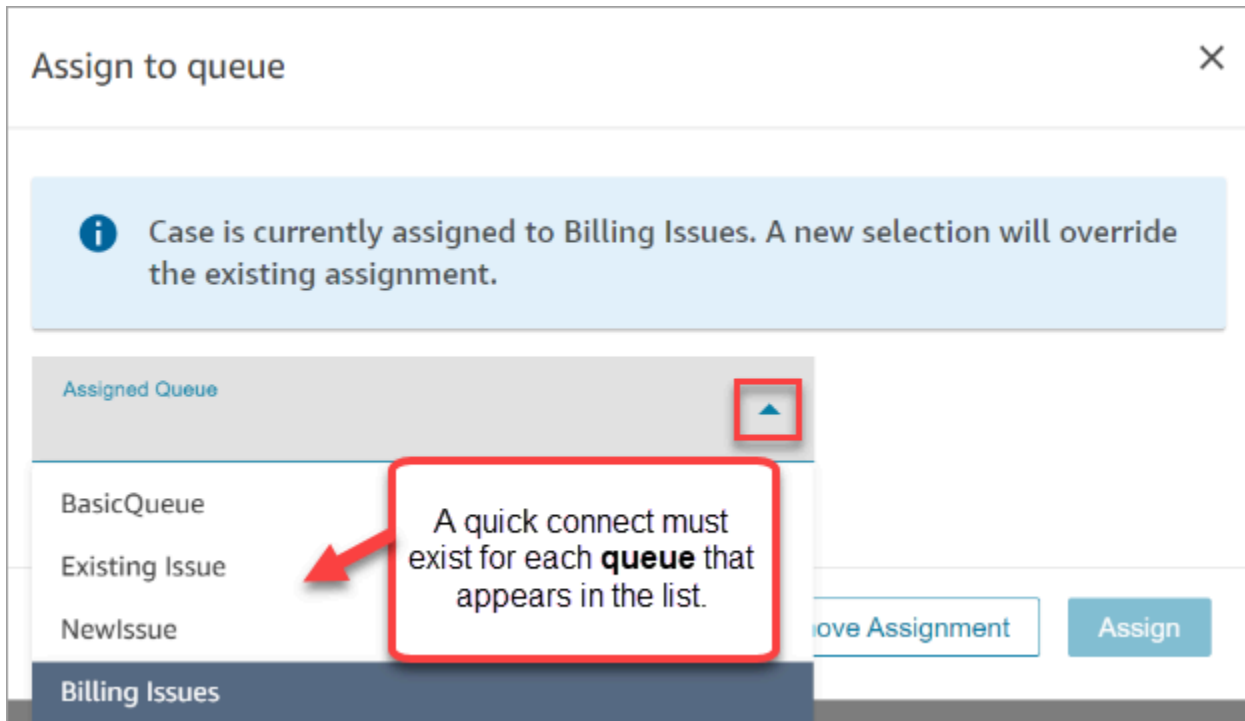 Assign to queue
Case is currently assigned to Billing Issues. A new selection will override
the existing assignment.
Assigned Queue
BasicQueue
Existing Issue
NewIssue
Billing Issues
A quick connect must
exist for each queue that
appears in the list.
Assignment
Assign